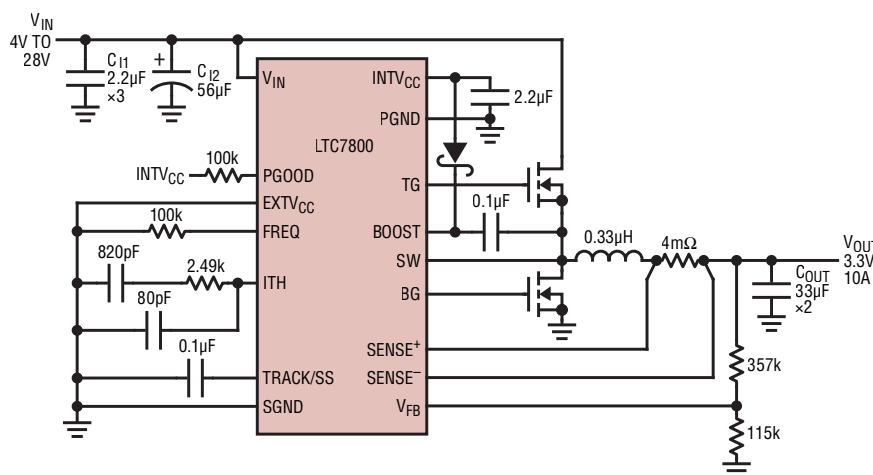 VIN
4V TO
28V
CI1
2.2µF
×3
+
CI2
56µF
VIN
INTVCC
2.2µF
PGND
LTC7800
INTVCC
100k
PGOOD
TG
EXTVCC
0.1µF
100k
FREQ
BOOST
820pF
2.49k
ITH
SW
0.33µH
4mΩ
VOUT
3.3V
10A
COUT
33µF
×2
80pF
BG
0.1µF
SENSE+
TRACK/SS
SENSE–
357k
SGND
VFB
115k